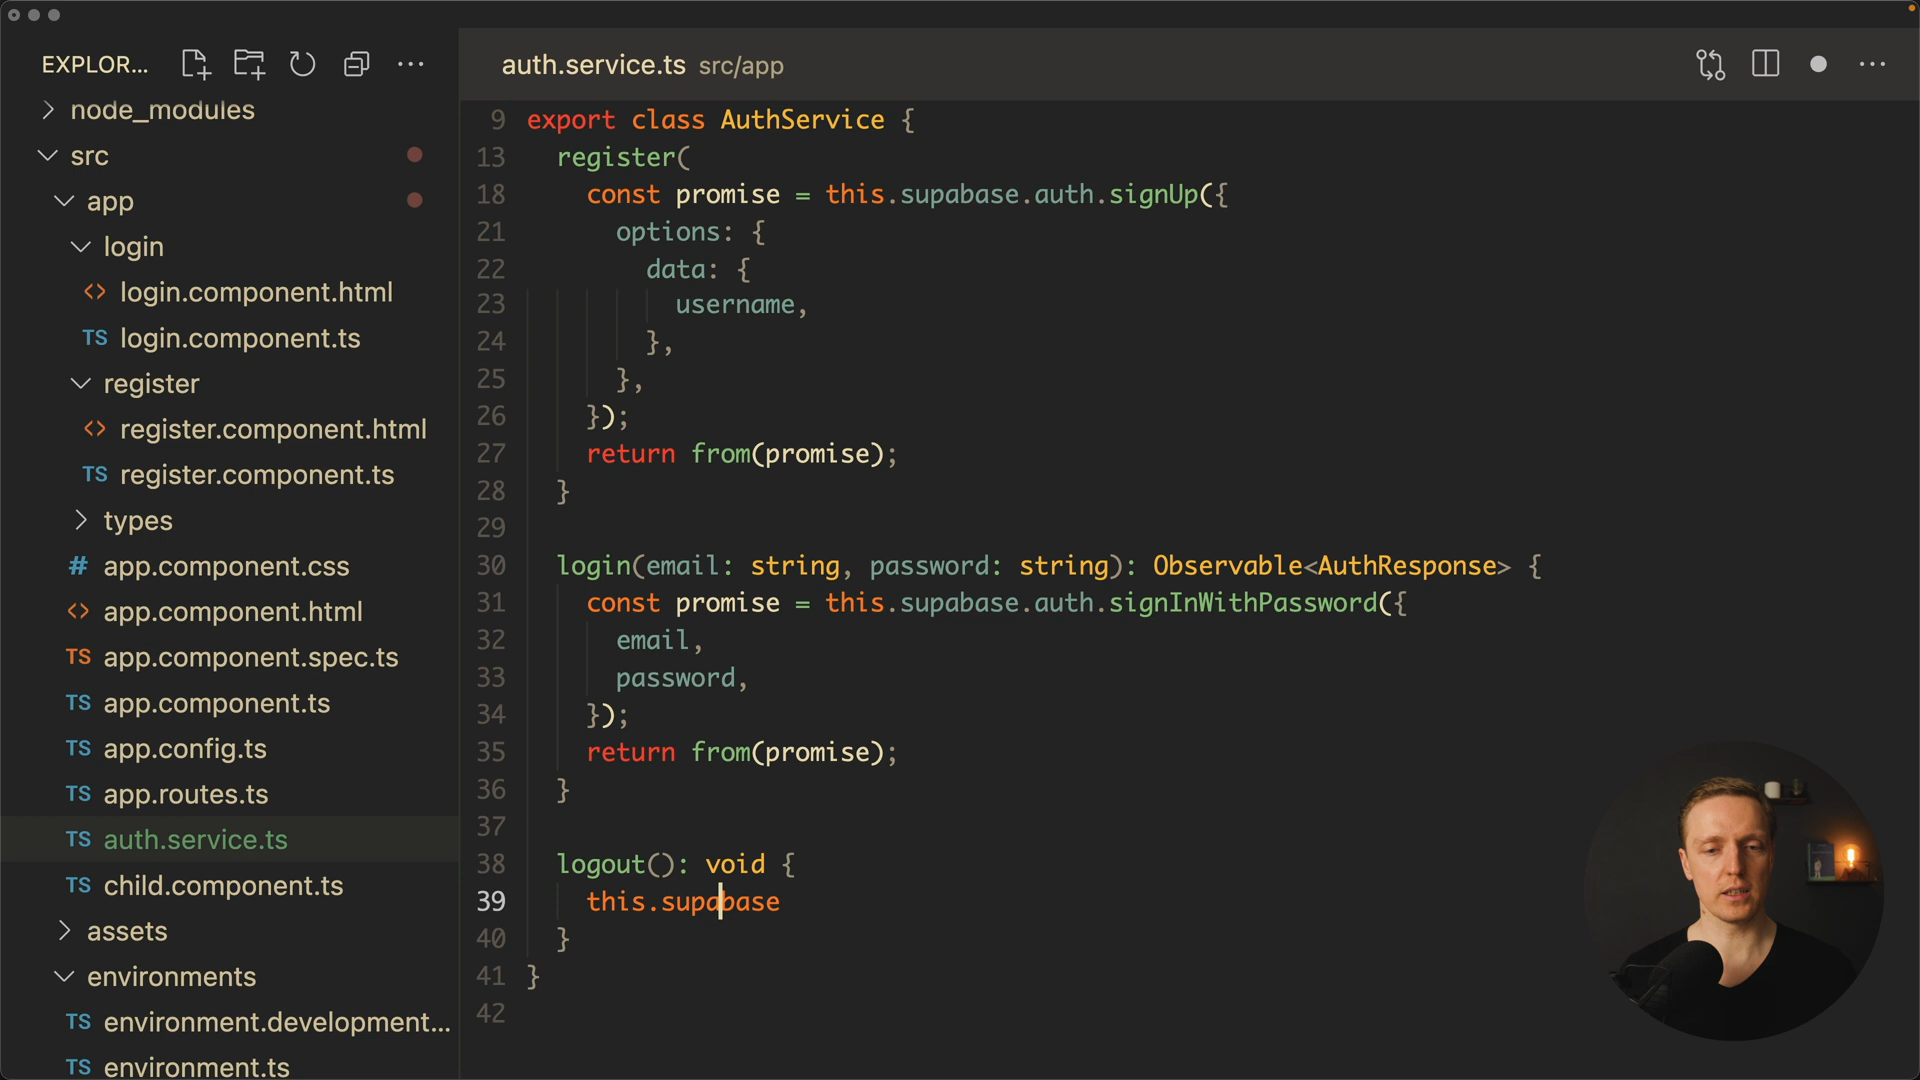 EXPLOR...
node_modules
src
app
login
<> login.component.html
TS login.component.ts
register
<> register.component.html
TS register.component.ts
types
# app.component.css
<> app.component.html
TS app.component.spec.ts
TS app.component.ts
TS app.config.ts
TS app.routes.ts
TS auth.service.ts
TS child.component.ts
assets
environments
TS environment.development...
TS environment.ts
auth.service.ts src/app
9 export class AuthService {
13 register(
18 const promise = this.supabase.auth.signUp({
21 options: {
22 data: {
23 username,
24 },
25 },
26 });
27 return from(promise);
28 }
29
30 login(email: string, password: string): Observable<AuthResponse> {
31 const promise = this.supabase.auth.signInWithPassword({
32 email,
33 password,
34 });
35 return from(promise);
36 }
37
38 logout(): void {
39 this.supabase
40 }
41 }
42